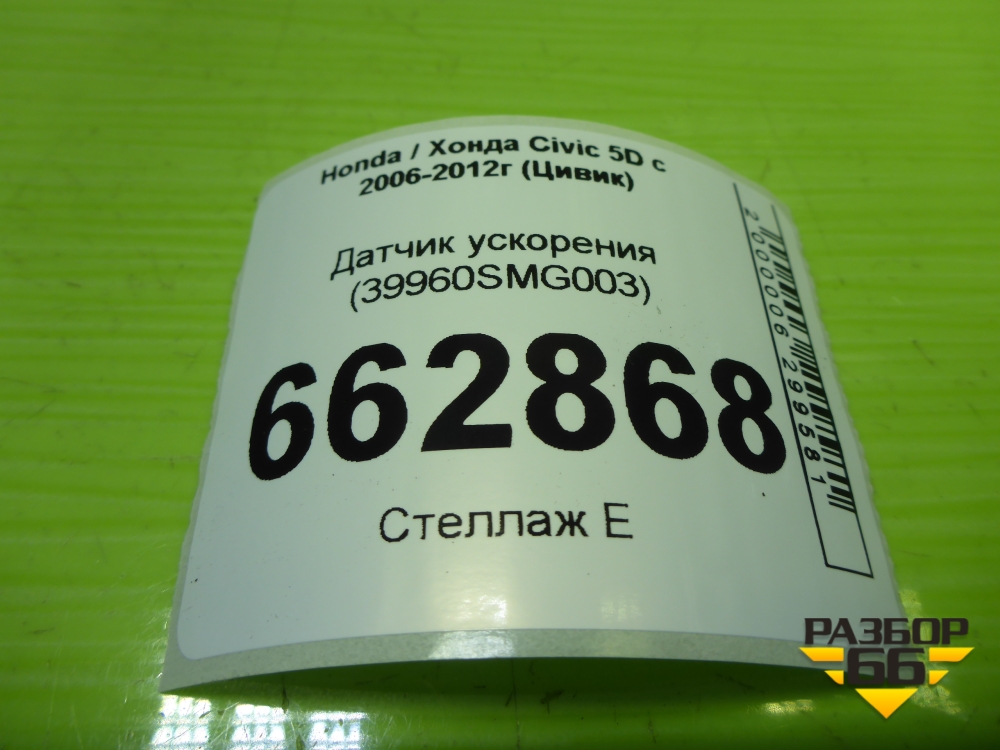 Honda / Хонда Civic 5D с
2006-2012г (Цивик)
Датчик ускорения
(39960SMG003)
662868
Стеллаж Е
2000006299581
РАЗБОР
66